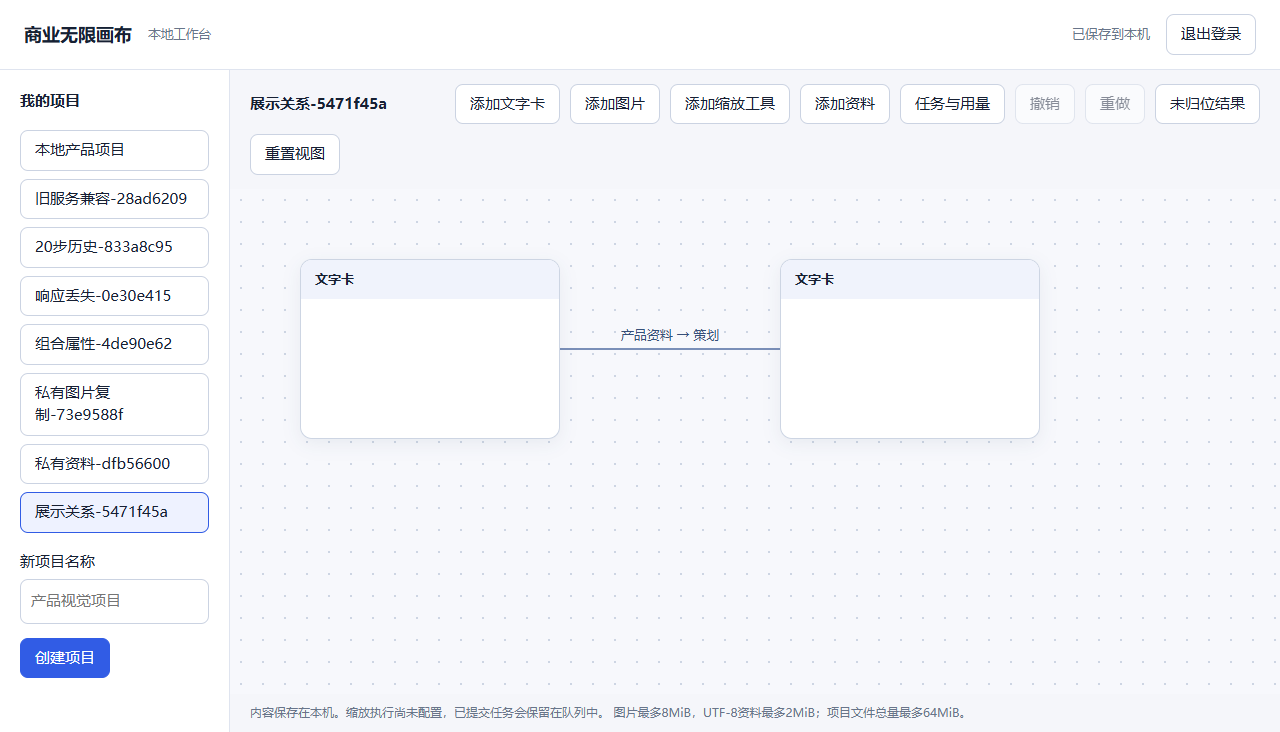 商业无限画布 本地工作台 已保存到本机 退出登录
我的项目
本地产品项目
旧服务兼容-28ad6209
20步历史-833a8c95
响应丢失-0e30e415
组合属性-4de90e62
私有图片复
制-73e9588f
私有资料-dfb56600
展示关系-5471f45a
新项目名称
产品视觉项目
创建项目
展示关系-5471f45a 添加文字卡 添加图片 添加缩放工具 添加资料 任务与用量 撤销 重做 未归位结果
重置视图
文字卡 文字卡
产品资料 → 策划
内容保存在本机。缩放执行尚未配置，已提交任务会保留在队列中。 图片最多8MiB，UTF-8资料最多2MiB；项目文件总量最多64MiB。